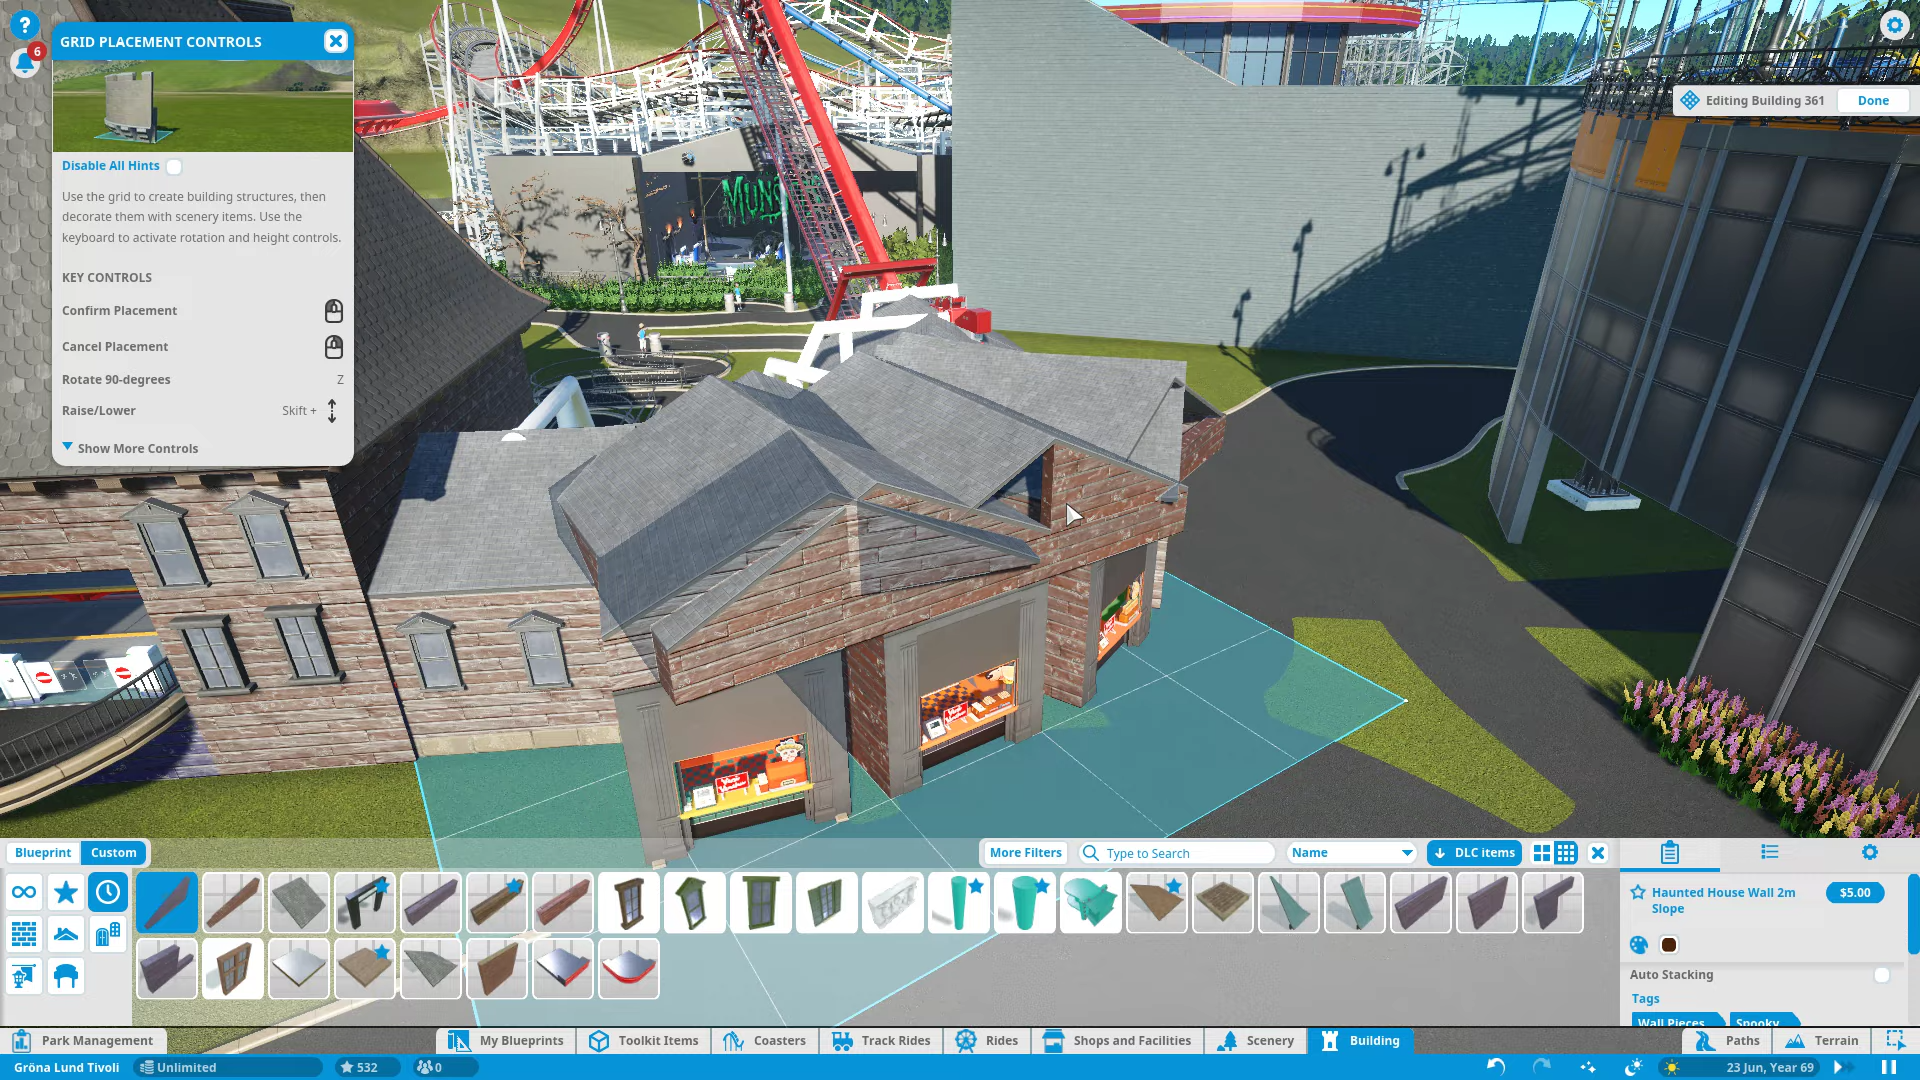 ?
6
GRID PLACEMENT CONTROLS
Disable All Hints
Use the grid to create building structures, then
decorate them with scenery items. Use the
keyboard to activate rotation and height controls.
KEY CONTROLS
Confirm Placement
Cancel Placement
Rotate 90-degrees Z
Raise/Lower Skift +
Show More Controls
Editing Building 361 Done
Blueprint Custom
More Filters Type to Search Name DLC items
Haunted House Wall 2m
Slope
$5.00
Auto Stacking
Tags
Wall Pieces Spooky
Park Management My Blueprints Toolkit Items Coasters Track Rides Rides Shops and Facilities Scenery Building Paths Terrain
Gröna Lund Tivoli Unlimited 532 0 23 Jun, Year 69